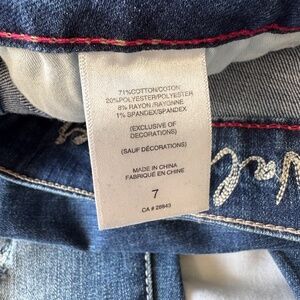 71%COTTON/COTON
20%POLYESTER/POLYESTER
8% RAYON/RAYONNE
1% SPANDEX/SPANDEX
(EXCLUSIVE OF
DECORATIONS)
(SAUF DÉCORATIONS)
MADE IN CHINA
FABRIQUÉ EN CHINE
7
CA # 28843